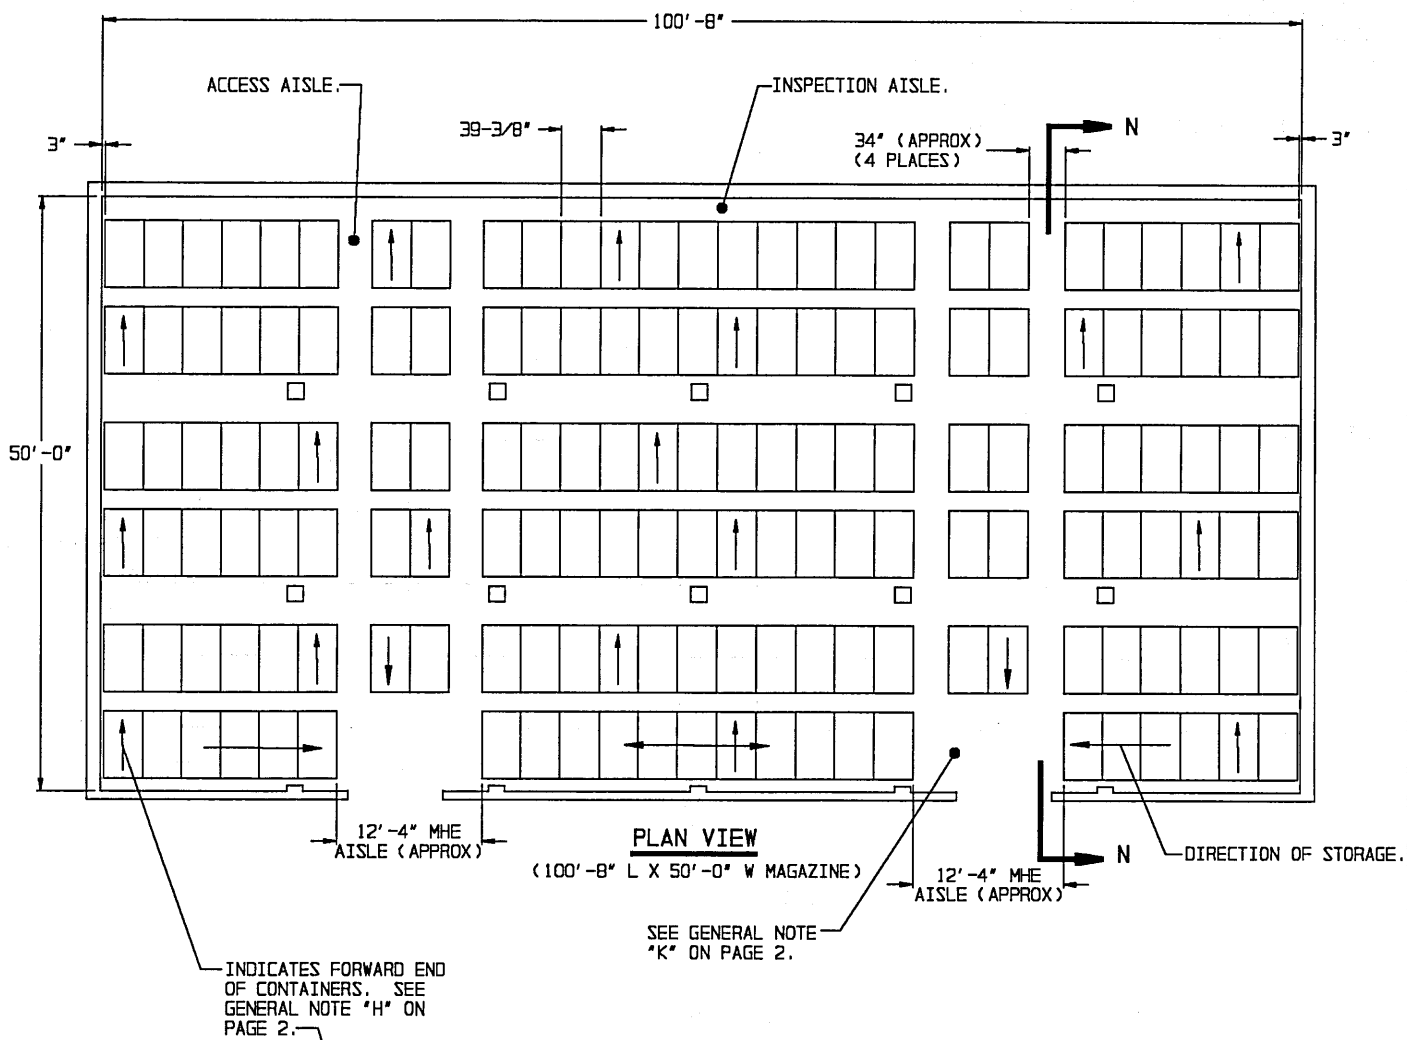 100'-8"
ACCESS AISLE.
INSPECTION AISLE.
39-3/8"
34" (APPROX)
(4 PLACES)
N
3"
3"
50'-0"
12'-4" MHE
AISLE (APPROX)
PLAN VIEW
(100'-8" L X 50'-0" W MAGAZINE)
N
DIRECTION OF STORAGE.
12'-4" MHE
AISLE (APPROX)
SEE GENERAL NOTE
"K" ON PAGE 2.
INDICATES FORWARD END
OF CONTAINERS. SEE
GENERAL NOTE "H" ON
PAGE 2.